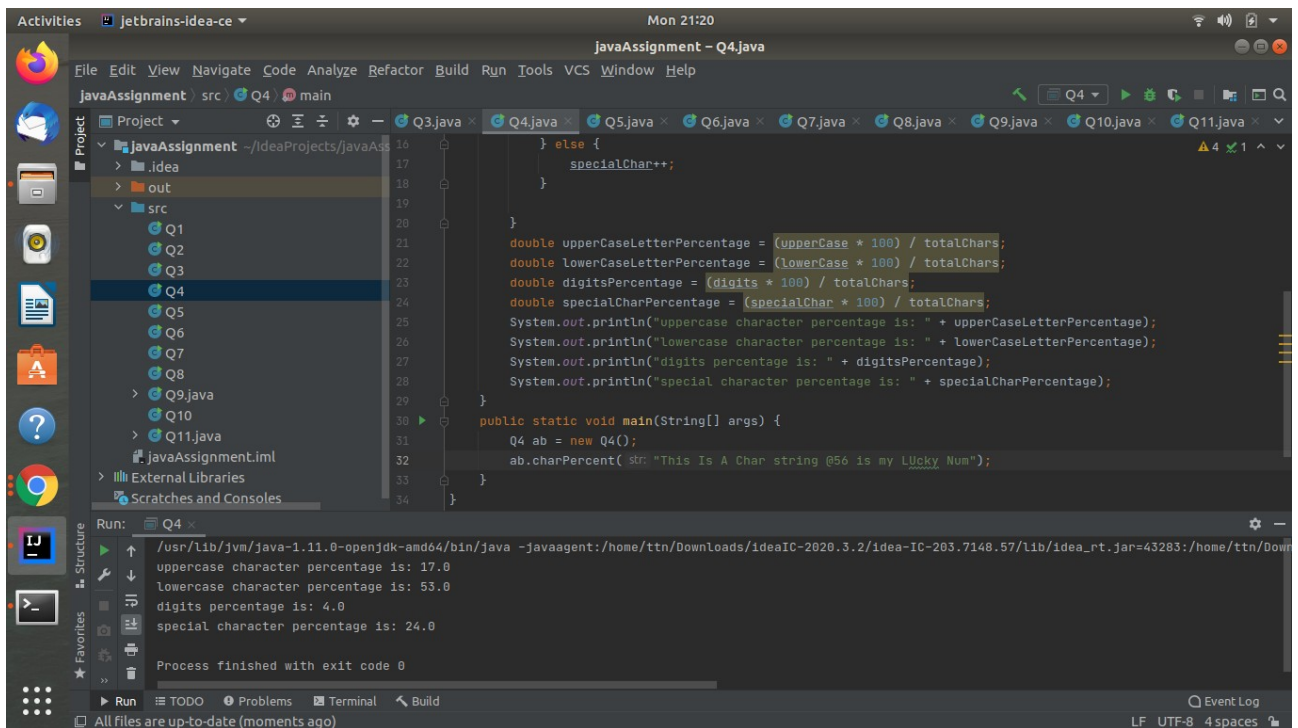 Activities jetbrains-idea-ce Mon 21:20
javaAssignment – Q4.java
File Edit View Navigate Code Analyze Refactor Build Run Tools VCS Window Help
javaAssignment src Q4 main Q4
Project Q3.java Q4.java Q5.java Q6.java Q7.java Q8.java Q9.java Q10.java Q11.java
Project
javaAssignment ~/IdeaProjects/javaAss
.idea
out
src
Q1
Q2
Q3
Q4
Q5
Q6
Q7
Q8
Q9.java
Q10
Q11.java
javaAssignment.iml
External Libraries
Scratches and Consoles
16 } else { 4 1
17 specialChar++;
18 }
19
20 }
21 double upperCaseLetterPercentage = (upperCase * 100) / totalChars;
22 double lowerCaseLetterPercentage = (lowerCase * 100) / totalChars;
23 double digitsPercentage = (digits * 100) / totalChars;
24 double specialCharPercentage = (specialChar * 100) / totalChars;
25 System.out.println("uppercase character percentage is: " + upperCaseLetterPercentage);
26 System.out.println("lowercase character percentage is: " + lowerCaseLetterPercentage);
27 System.out.println("digits percentage is: " + digitsPercentage);
28 System.out.println("special character percentage is: " + specialCharPercentage);
29 }
30 public static void main(String[] args) {
31 Q4 ab = new Q4();
32 ab.charPercent( str: "This Is A Char string @56 is my LUcky Num");
33 }
34 }
Run: Q4
Structure
Favorites
/usr/lib/jvm/java-1.11.0-openjdk-amd64/bin/java -javaagent:/home/ttn/Downloads/ideaIC-2020.3.2/idea-IC-203.7148.57/lib/idea_rt.jar=43283:/home/ttn/Down
uppercase character percentage is: 17.0
lowercase character percentage is: 53.0
digits percentage is: 4.0
special character percentage is: 24.0
Process finished with exit code 0
Run TODO Problems Terminal Build Event Log
All files are up-to-date (moments ago) LF UTF-8 4 spaces